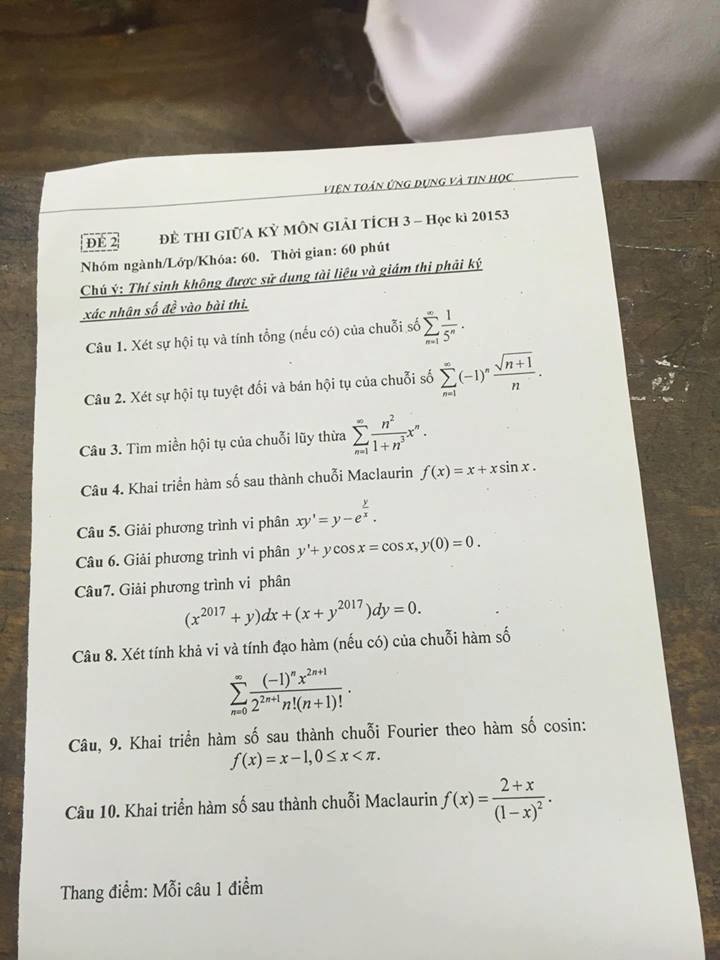 VIỆN TOÁN ỨNG DỤNG VÀ TIN HỌC
ĐỀ 2 ĐỀ THI GIỮA KỲ MÔN GIẢI TÍCH 3 – Học kì 20153
Nhóm ngành/Lớp/Khóa: 60. Thời gian: 60 phút
Chú ý: Thí sinh không được sử dụng tài liệu và giám thị phải ký
xác nhận số đề vào bài thi.
Câu 1. Xét sự hội tụ và tính tổng (nếu có) của chuỗi số $\sum_{n=1}^{\infty}\frac{1}{5^n}$.
Câu 2. Xét sự hội tụ tuyệt đối và bán hội tụ của chuỗi số $\sum_{n=1}^{\infty}(-1)^n\frac{\sqrt{n+1}}{n}$.
Câu 3. Tìm miền hội tụ của chuỗi lũy thừa $\sum_{n=1}^{\infty}\frac{n^2}{1+n^3}x^n$.
Câu 4. Khai triển hàm số sau thành chuỗi Maclaurin $f(x)=x+x\sin x$.
Câu 5. Giải phương trình vi phân $xy'=y-e^{\frac{y}{x}}$.
Câu 6. Giải phương trình vi phân $y'+y\cos x=\cos x, y(0)=0$.
Câu7. Giải phương trình vi phân
$(x^{2017}+y)dx+(x+y^{2017})dy=0.$
Câu 8. Xét tính khả vi và tính đạo hàm (nếu có) của chuỗi hàm số
$\sum_{n=0}^{\infty}\frac{(-1)^n x^{2n+1}}{2^{2n+1}n!(n+1)!}$.
Câu, 9. Khai triển hàm số sau thành chuỗi Fourier theo hàm số cosin:
$f(x)=x-1, 0\leq x<\pi.$
Câu 10. Khai triển hàm số sau thành chuỗi Maclaurin $f(x)=\frac{2+x}{(1-x)^2}$.
Thang điểm: Mỗi câu 1 điểm